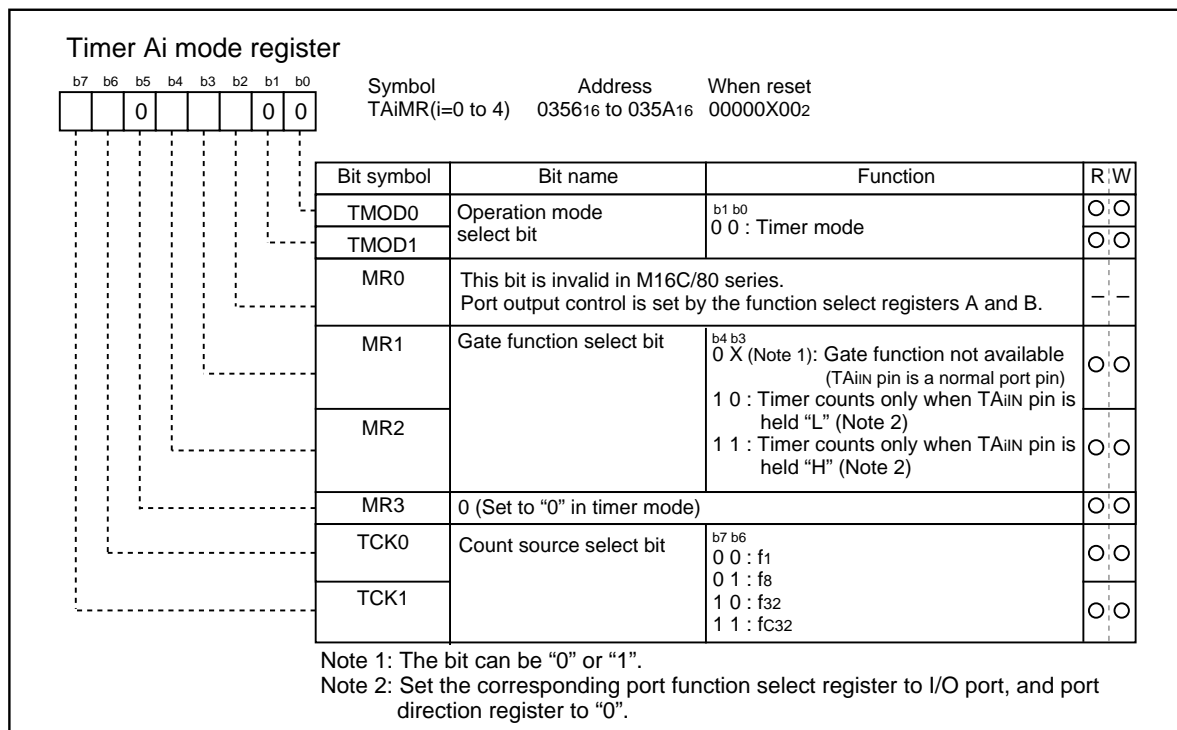 Timer Ai mode register
b7 b6 b5 b4 b3 b2 b1 b0
0 0 0
Symbol Address When reset
TAiMR(i=0 to 4) 035616 to 035A16 00000X002
Bit symbol Bit name Function R W
TMOD0 Operation mode select bit b1 b0
0 0 : Timer mode
TMOD1
MR0 This bit is invalid in M16C/80 series.
Port output control is set by the function select registers A and B. – –
MR1 Gate function select bit b4 b3
0 X (Note 1): Gate function not available
(TAiIN pin is a normal port pin)
1 0 : Timer counts only when TAiIN pin is
held “L” (Note 2)
MR2 1 1 : Timer counts only when TAiIN pin is
held “H” (Note 2)
MR3 0 (Set to “0” in timer mode)
TCK0 Count source select bit b7 b6
0 0 : f1
0 1 : f8
TCK1 1 0 : f32
1 1 : fC32
Note 1: The bit can be “0” or “1”.
Note 2: Set the corresponding port function select register to I/O port, and port
direction register to “0”.